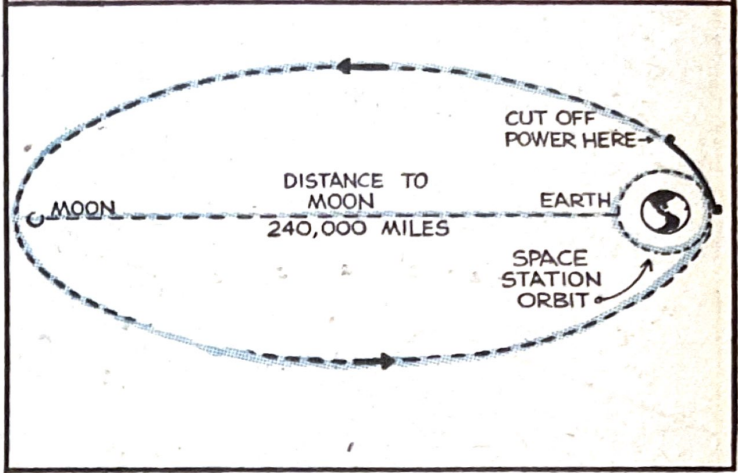 CUT OFF
POWER HERE
DISTANCE TO
MOON
240,000 MILES
MOON
EARTH
SPACE
STATION
ORBIT